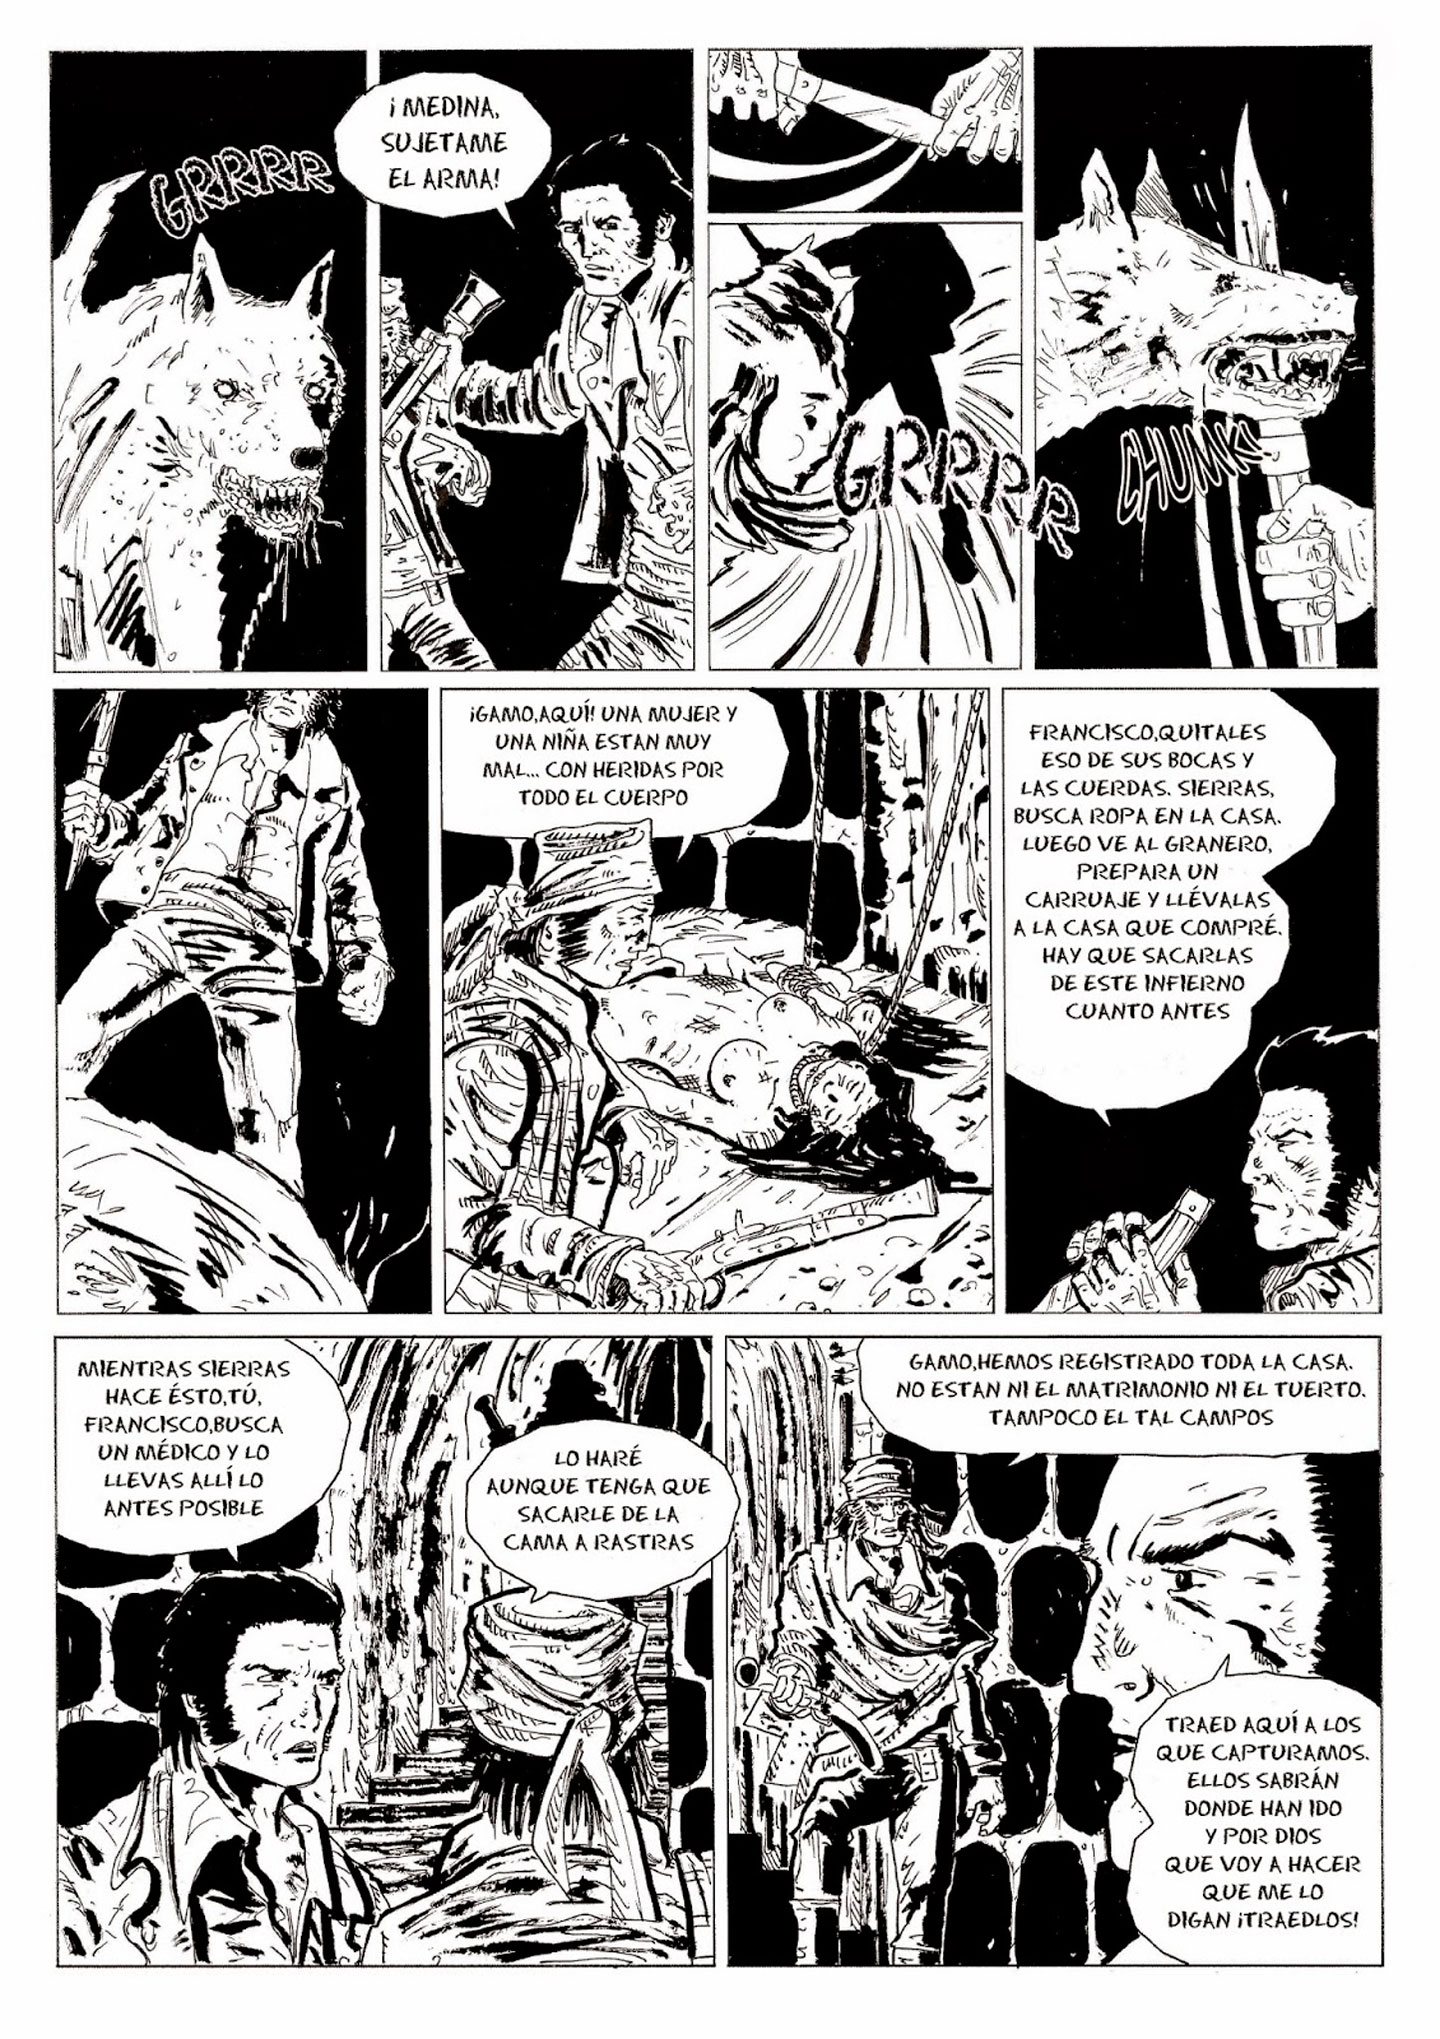 GRRRR
¡ MEDINA,
SUJETAME
EL ARMA!
GRRRR
CHUNK!
¡GAMO,AQUÍ! UNA MUJER Y
UNA NIÑA ESTAN MUY
MAL... CON HERIDAS POR
TODO EL CUERPO
FRANCISCO,QUITALES
ESO DE SUS BOCAS Y
LAS CUERDAS. SIERRAS,
BUSCA ROPA EN LA CASA.
LUEGO VE AL GRANERO,
PREPARA UN
CARRUAJE Y LLÉVALAS
A LA CASA QUE COMPRÉ.
HAY QUE SACARLAS
DE ESTE INFIERNO
CUANTO ANTES
MIENTRAS SIERRAS
HACE ÉSTO,TÚ,
FRANCISCO,BUSCA
UN MÉDICO Y LO
LLEVAS ALLÍ LO
ANTES POSIBLE
LO HARÉ
AUNQUE TENGA QUE
SACARLE DE LA
CAMA A RASTRAS
GAMO,HEMOS REGISTRADO TODA LA CASA.
NO ESTAN NI EL MATRIMONIO NI EL TUERTO.
TAMPOCO EL TAL CAMPOS
TRAED AQUÍ A LOS
QUE CAPTURAMOS.
ELLOS SABRÁN
DONDE HAN IDO
Y POR DIOS
QUE VOY A HACER
QUE ME LO
DIGAN ¡TRAEDLOS!